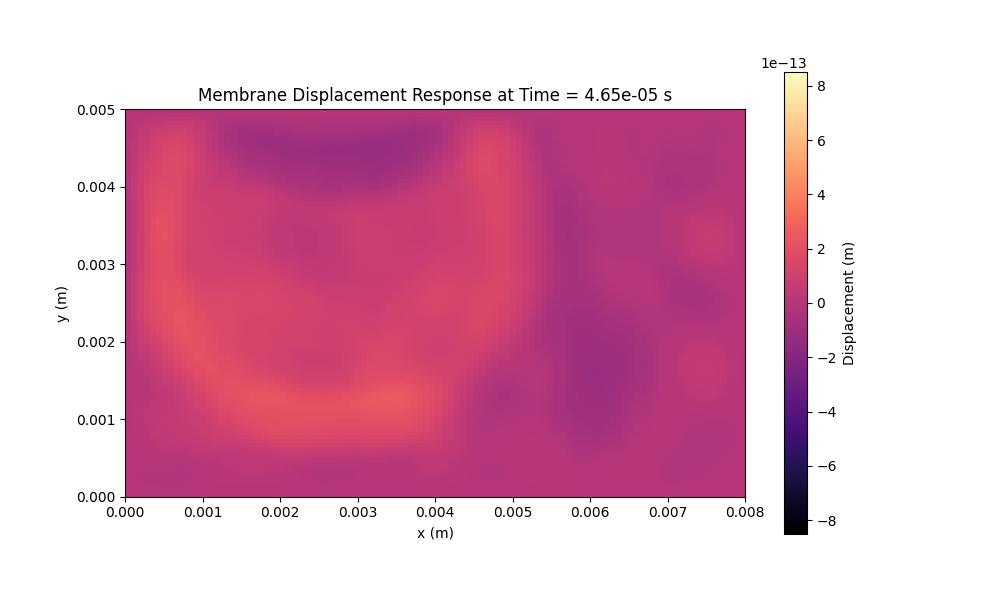 1e−13
Membrane Displacement Response at Time = 4.65e-05 s
0.005
0.004
0.003
0.002
0.001
0.000
y (m)
0.000 0.001 0.002 0.003 0.004 0.005 0.006 0.007 0.008
x (m)
8
6
4
2
0
−2
−4
−6
−8
Displacement (m)